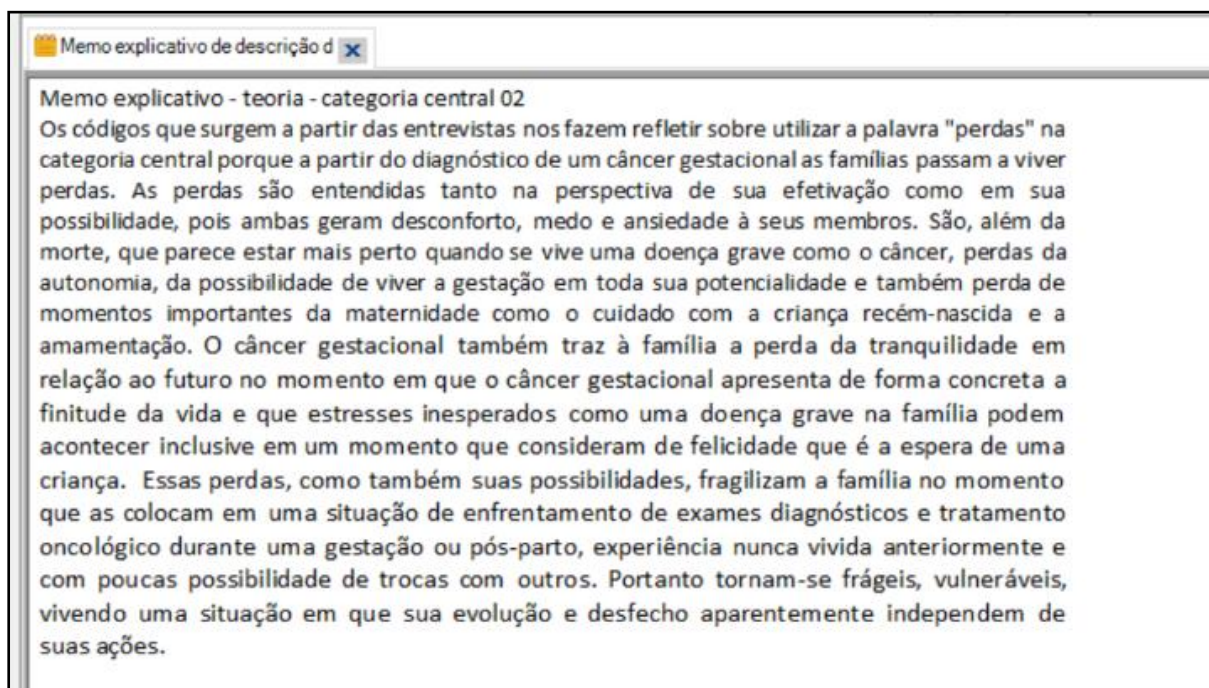 Memo explicativo de descrição d
Memo explicativo - teoria - categoria central 02
Os códigos que surgem a partir das entrevistas nos fazem refletir sobre utilizar a palavra "perdas" na
categoria central porque a partir do diagnóstico de um câncer gestacional as famílias passam a viver
perdas. As perdas são entendidas tanto na perspectiva de sua efetivação como em sua
possibilidade, pois ambas geram desconforto, medo e ansiedade à seus membros. São, além da
morte, que parece estar mais perto quando se vive uma doença grave como o câncer, perdas da
autonomia, da possibilidade de viver a gestação em toda sua potencialidade e também perda de
momentos importantes da maternidade como o cuidado com a criança recém-nascida e a
amamentação. O câncer gestacional também traz à família a perda da tranquilidade em
relação ao futuro no momento em que o câncer gestacional apresenta de forma concreta a
finitude da vida e que estresses inesperados como uma doença grave na família podem
acontecer inclusive em um momento que consideram de felicidade que é a espera de uma
criança. Essas perdas, como também suas possibilidades, fragilizam a família no momento
que as colocam em uma situação de enfrentamento de exames diagnósticos e tratamento
oncológico durante uma gestação ou pós-parto, experiência nunca vivida anteriormente e
com poucas possibilidade de trocas com outros. Portanto tornam-se frágeis, vulneráveis,
vivendo uma situação em que sua evolução e desfecho aparentemente independem de
suas ações.